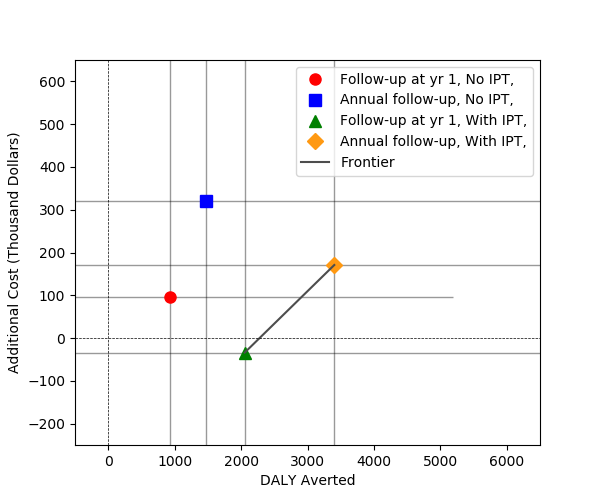 Follow-up at yr 1, No IPT,
Annual follow-up, No IPT,
Follow-up at yr 1, With IPT,
Annual follow-up, With IPT,
Frontier
600
500
400
300
200
100
0
−100
−200
Additional Cost (Thousand Dollars)
0 1000 2000 3000 4000 5000 6000
DALY Averted